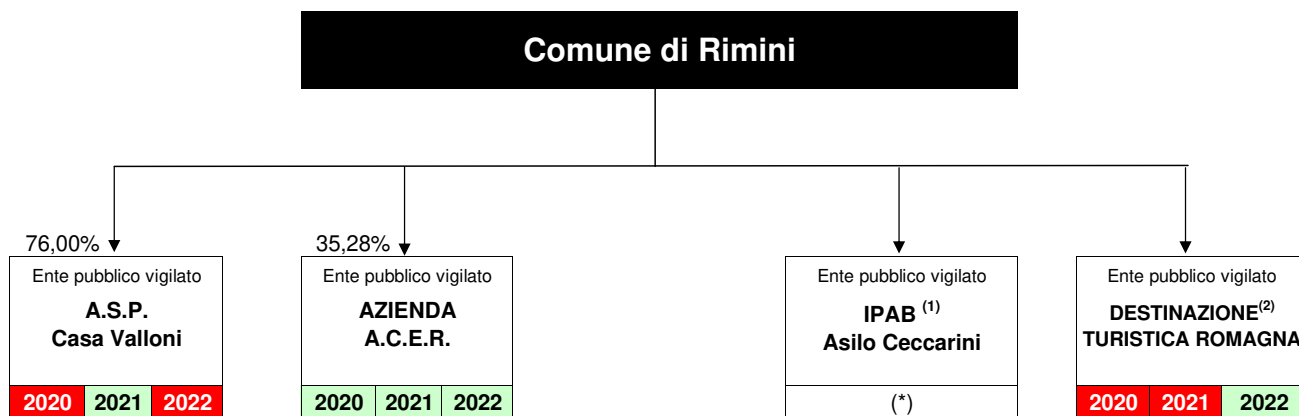 Comune di Rimini
76,00%
Ente pubblico vigilato
A.S.P.
Casa Valloni
2020 2021 2022
35,28%
Ente pubblico vigilato
AZIENDA
A.C.E.R.
2020 2021 2022
Ente pubblico vigilato
IPAB (1)
Asilo Ceccarini
(*)
Ente pubblico vigilato
DESTINAZIONE(2)
TURISTICA ROMAGNA
2020 2021 2022